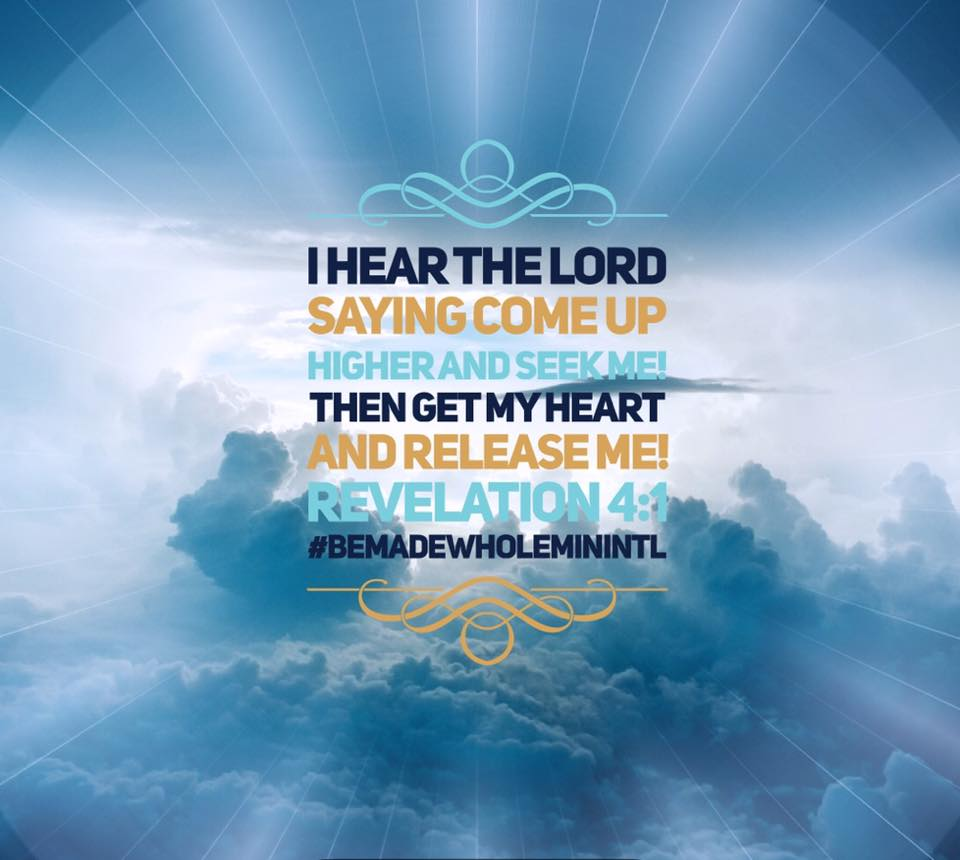 I HEAR THE LORD
SAYING COME UP
HIGHER AND SEEK ME!
THEN GET MY HEART
AND RELEASE ME!
REVELATION 4:1
#BEMADEWHOLEMININTL